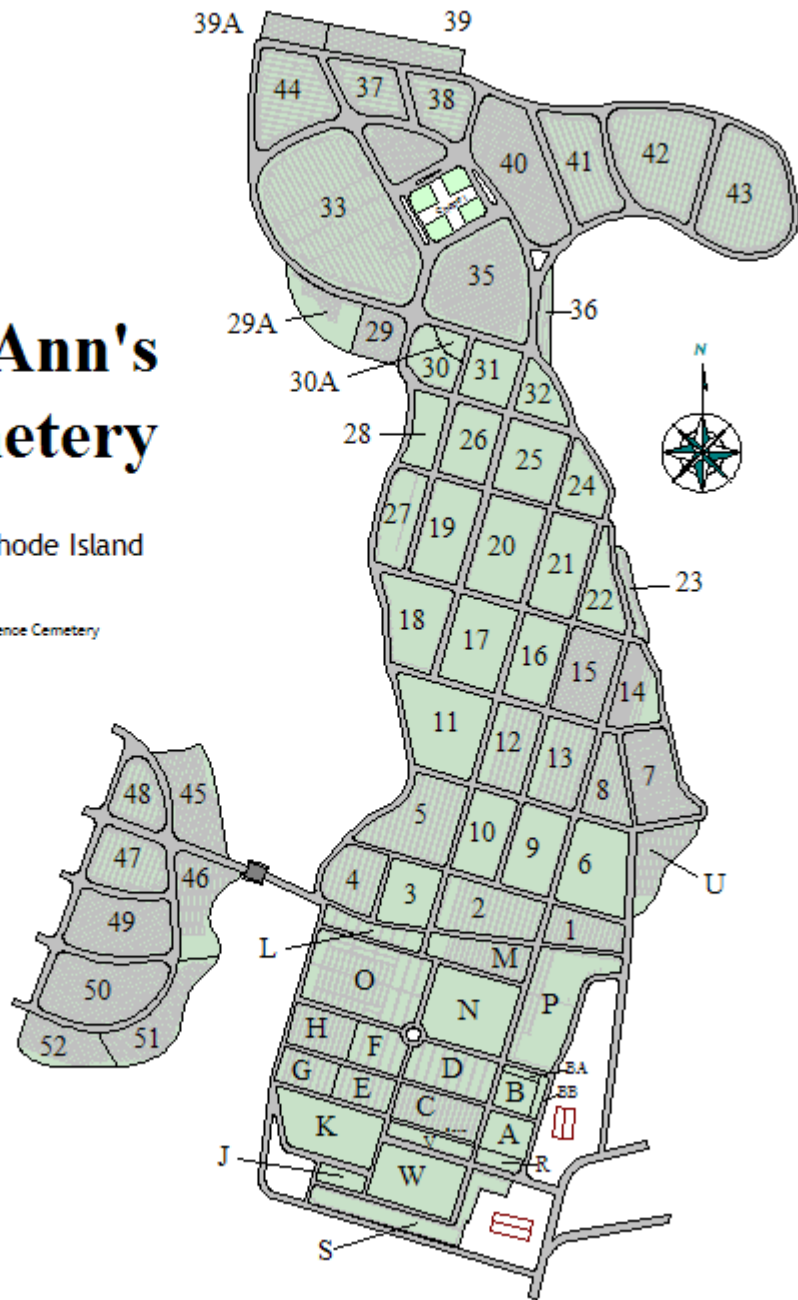 39A 39
44 37 38
40 41 42 43
33
35
29A 29 36
Ann's
30A 30 31 32
etery
28 26 25 24
27 19 20 21
hode Island
22 23
ence Cemetery
18 17 16 15 14
11 12 13 8 7
48 45
5 10 9 6
47 46
4 3 2 U
49 1
L M
O N P
50
52 51
H F D BA
G E B BB
C
K V A
J W R
S
N